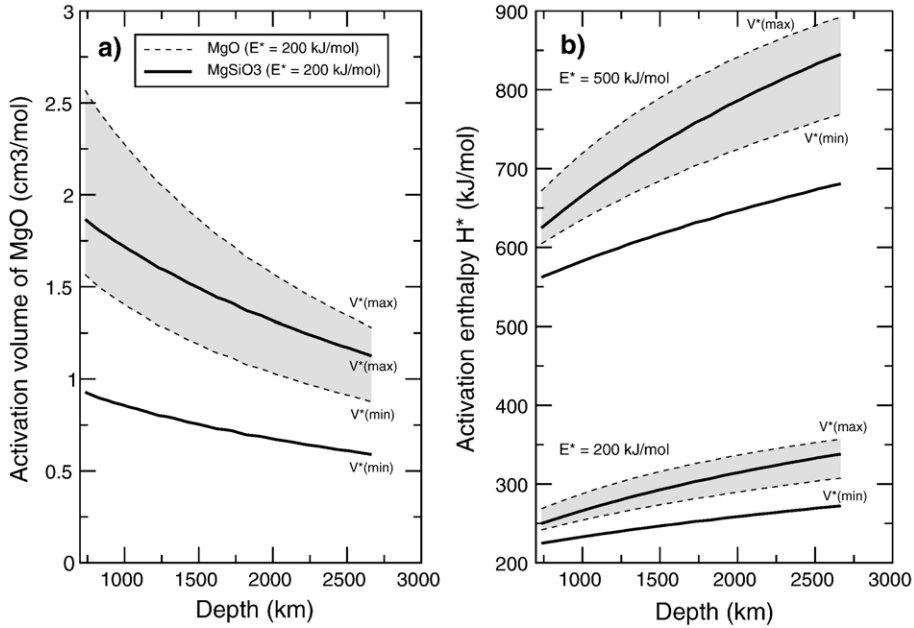 a)
MgO (E* = 200 kJ/mol)
MgSiO3 (E* = 200 kJ/mol)
Activation volume of MgO (cm3/mol)
3
2.5
2
1.5
1
0.5
0
V*(max)
V*(max)
V*(min)
V*(min)
1000
1500
2000
2500
3000
Depth (km)
b)
Activation enthalpy H* (kJ/mol)
900
800
700
600
500
400
300
200
V*(max)
E* = 500 kJ/mol
V*(min)
V*(max)
E* = 200 kJ/mol
V*(min)
1000
1500
2000
2500
3000
Depth (km)